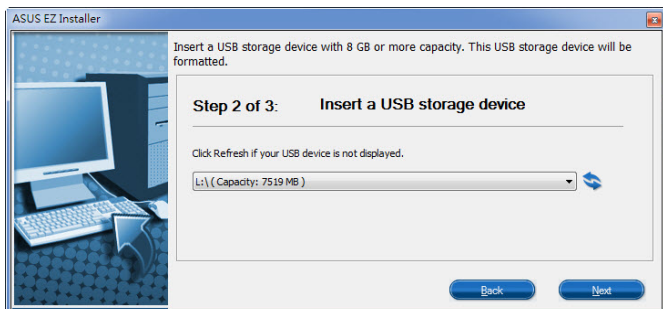 ASUS EZ Installer
Insert a USB storage device with 8 GB or more capacity. This USB storage device will be
formatted.
Step 2 of 3: Insert a USB storage device
Click Refresh if your USB device is not displayed.
L:\ ( Capacity: 7519 MB )
Back Next